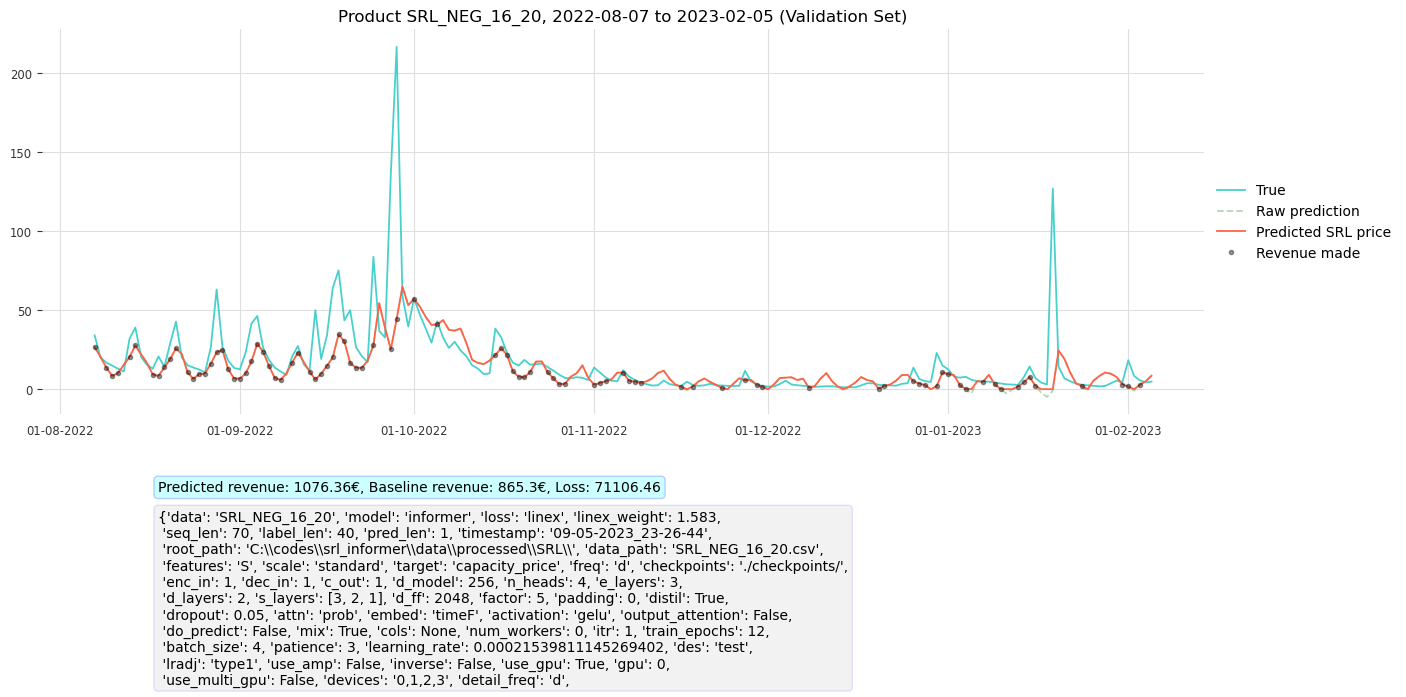 Product SRL_NEG_16_20, 2022-08-07 to 2023-02-05 (Validation Set)
200
150
100
50
0
01-08-2022
01-09-2022
01-10-2022
01-11-2022
01-12-2022
01-01-2023
01-02-2023
True
Raw prediction
Predicted SRL price
Revenue made
Predicted revenue: 1076.36€, Baseline revenue: 865.3€, Loss: 71106.46
{'data': 'SRL_NEG_16_20', 'model': 'informer', 'loss': 'linex', 'linex_weight': 1.583,
'seq_len': 70, 'label_len': 40, 'pred_len': 1, 'timestamp': '09-05-2023_23-26-44',
'root_path': 'C:\\codes\\srl_informer\\data\\processed\\SRL\\', 'data_path': 'SRL_NEG_16_20.csv',
'features': 'S', 'scale': 'standard', 'target': 'capacity_price', 'freq': 'd', 'checkpoints': './checkpoints/',
'enc_in': 1, 'dec_in': 1, 'c_out': 1, 'd_model': 256, 'n_heads': 4, 'e_layers': 3,
'd_layers': 2, 's_layers': [3, 2, 1], 'd_ff': 2048, 'factor': 5, 'padding': 0, 'distil': True,
'dropout': 0.05, 'attn': 'prob', 'embed': 'timeF', 'activation': 'gelu', 'output_attention': False,
'do_predict': False, 'mix': True, 'cols': None, 'num_workers': 0, 'itr': 1, 'train_epochs': 12,
'batch_size': 4, 'patience': 3, 'learning_rate': 0.00021539811145269402, 'des': 'test',
'lradj': 'type1', 'use_amp': False, 'inverse': False, 'use_gpu': True, 'gpu': 0,
'use_multi_gpu': False, 'devices': '0,1,2,3', 'detail_freq': 'd',